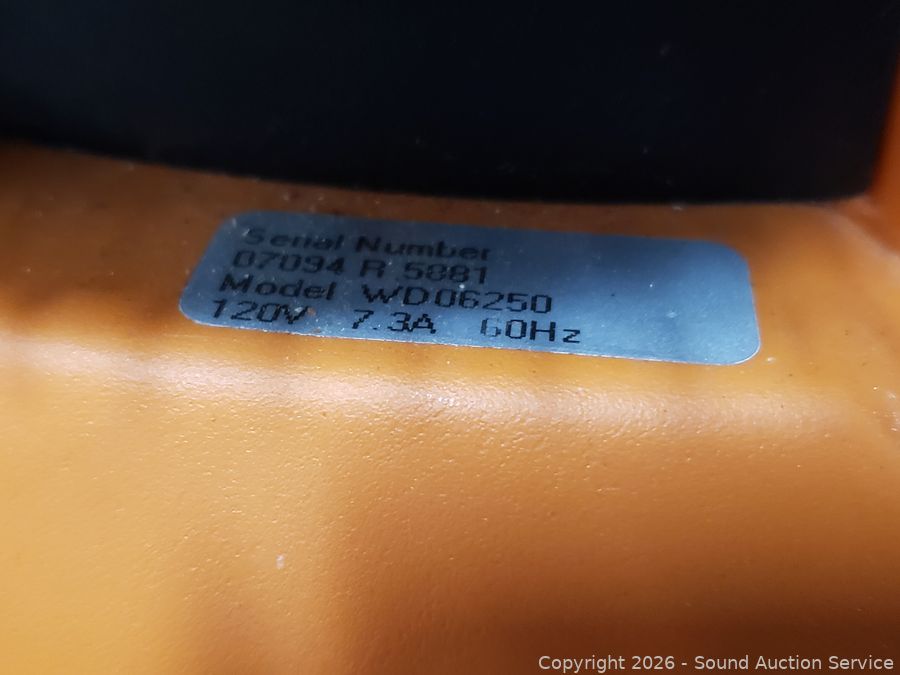 Serial Number
07094 R 5881
Model WD06250
120V 7.3A 60Hz
Copyright 2026 - Sound Auction Service